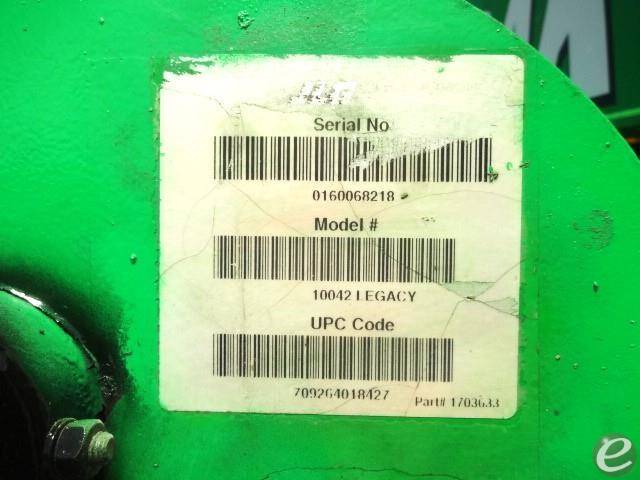 Serial No
0160068218
Model #
10042 LEGACY
UPC Code
709264018427
Part# 1703633
e